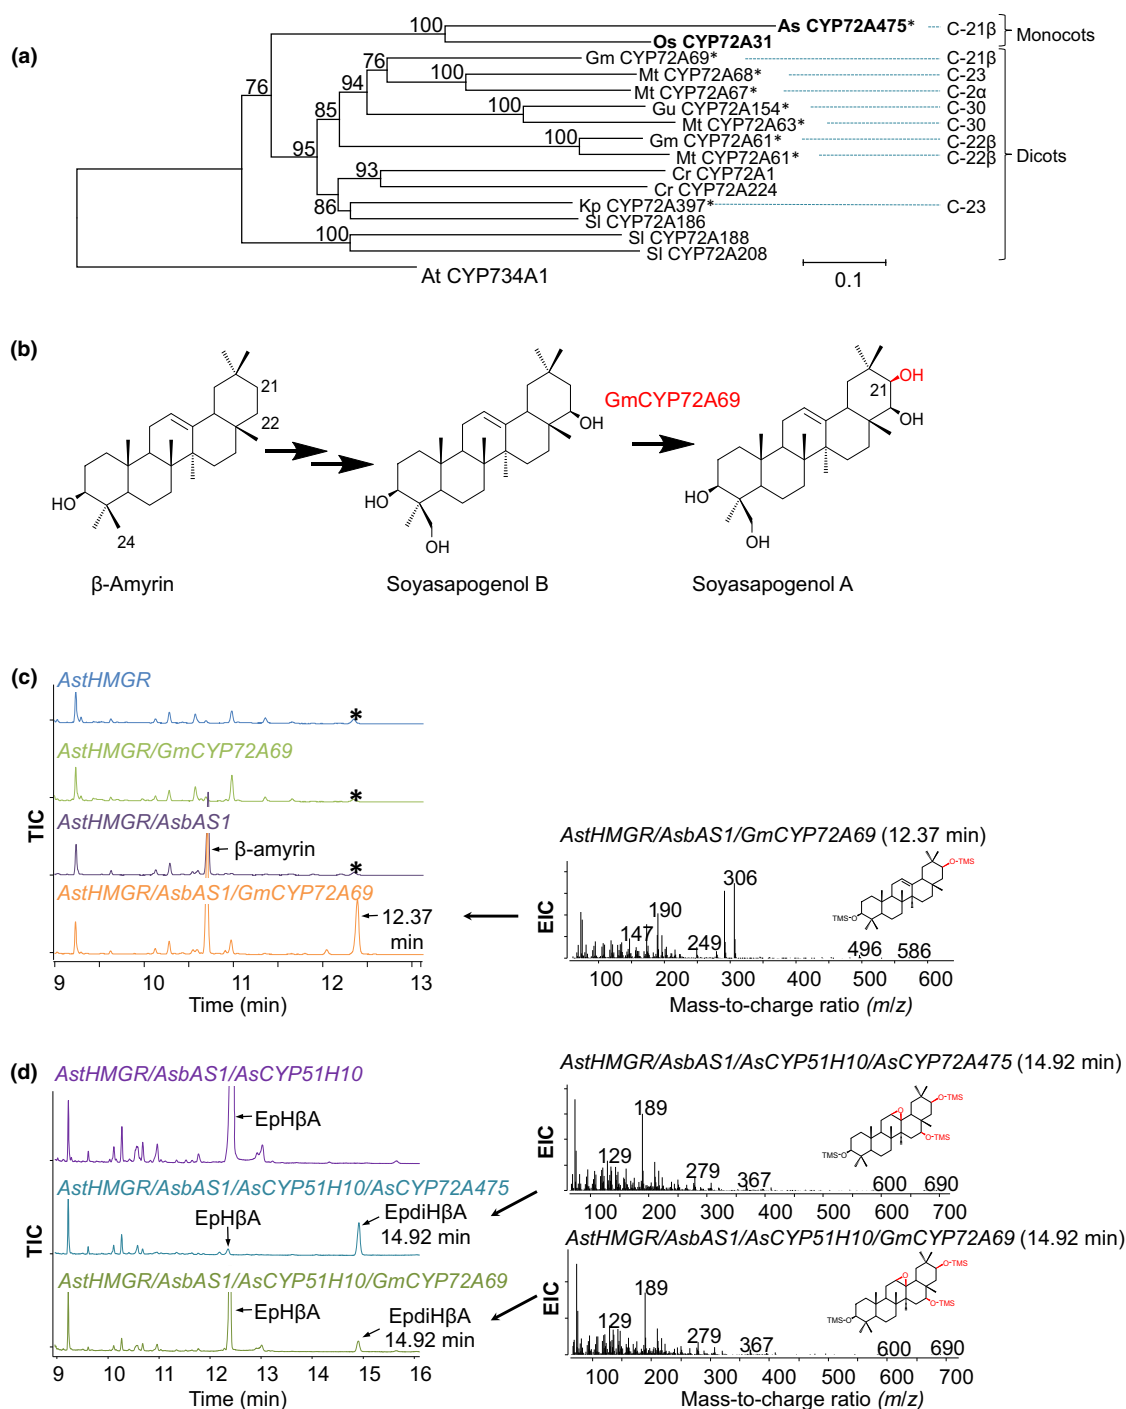 (a)
100
As CYP72A475*
C-21β
Monocots
Os CYP72A31
76
Gm CYP72A69*
C-21β
100
Mt CYP72A68*
C-23
76
94
Mt CYP72A67*
C-2α
85
Gu CYP72A154*
C-30
100
Mt CYP72A63*
C-30
100
Gm CYP72A61*
C-22β
95
Mt CYP72A61*
C-22β
Dicots
93
Cr CYP72A1
Cr CYP72A224
86
Kp CYP72A397*
C-23
Sl CYP72A186
100
Sl CYP72A188
Sl CYP72A208
At CYP734A1
0.1
(b)
21
22
HO
24
β-Amyrin
OH
HO
OH
Soyasapogenol B
GmCYP72A69
OH
21
OH
HO
OH
Soyasapogenol A
(c)
AstHMGR
*
AstHMGR/GmCYP72A69
*
TIC
AstHMGR/AsbAS1
β-amyrin
*
AstHMGR/AsbAS1/GmCYP72A69
12.37
min
9 10 11 12 13
Time (min)
AstHMGR/AsbAS1/GmCYP72A69 (12.37 min)
EIC
306
190
147
249
496
586
O-TMS
TMS-O
100 200 300 400 500 600
Mass-to-charge ratio (m/z)
(d)
AstHMGR/AsbAS1/AsCYP51H10
EpHβA
AstHMGR/AsbAS1/AsCYP51H10/AsCYP72A475
TIC
EpHβA
EpdiHβA
14.92 min
AstHMGR/AsbAS1/AsCYP51H10/GmCYP72A69
EpHβA
EpdiHβA
14.92 min
9 10 11 12 13 14 15 16
Time (min)
AstHMGR/AsbAS1/AsCYP51H10/AsCYP72A475 (14.92 min)
EIC
189
129
279
367
600
690
O
O-TMS
O-TMS
TMS-O
100 200 300 400 500 600 700
AstHMGR/AsbAS1/AsCYP51H10/GmCYP72A69 (14.92 min)
EIC
189
129
279
367
600
690
O
O-TMS
O-TMS
TMS-O
100 200 300 400 500 600 700
Mass-to-charge ratio (m/z)